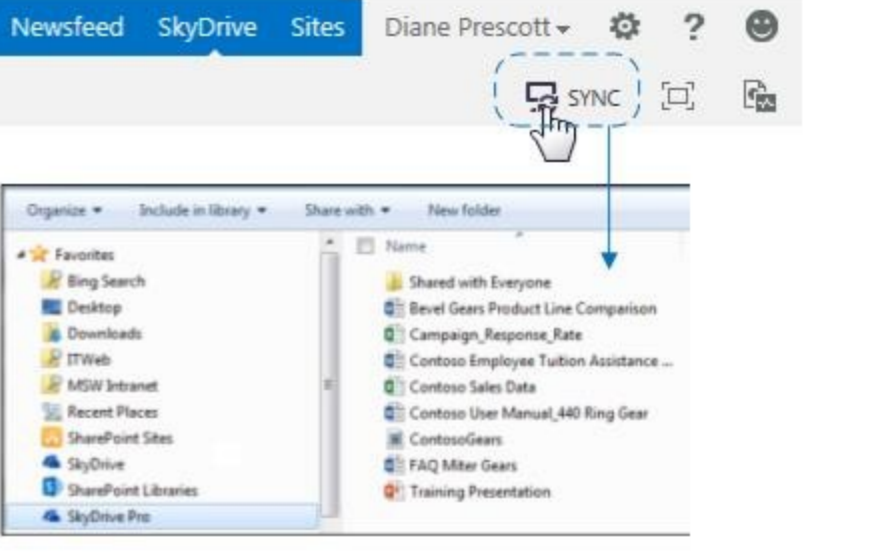 Newsfeed SkyDrive Sites Diane Prescott ?
SYNC
Organize Include in library Share with New folder
Favorites
Bing Search
Desktop
Downloads
ITWeb
MSW Intranet
Recent Places
SharePoint Sites
SkyDrive
SharePoint Libraries
SkyDrive Pro
Name
Shared with Everyone
Bevel Gears Product Line Comparison
Campaign_Response_Rate
Contoso Employee Tuition Assistance ...
Contoso Sales Data
Contoso User Manual_440 Ring Gear
ContosoGears
FAQ Miter Gears
Training Presentation